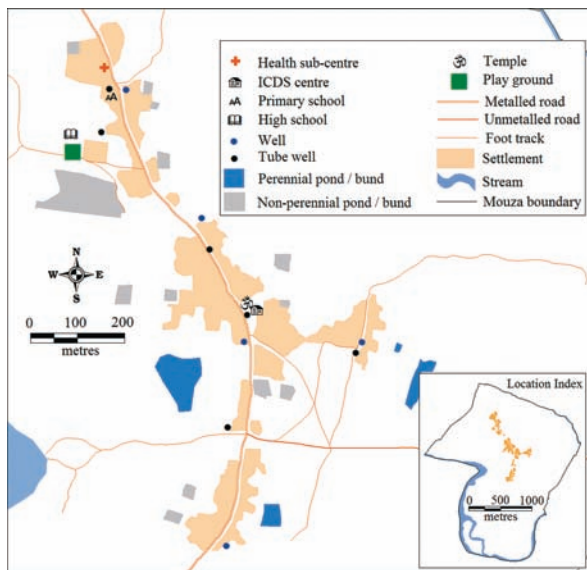 Health sub-centre
ICDS centre
Primary school
High school
Well
Tube well
Perennial pond / bund
Non-perennial pond / bund
Temple
Play ground
Metalled road
Unmetalled road
Foot track
Settlement
Stream
Mouza boundary
N
W E
S
0 100 200
metres
Location Index
0 500 1000
metres